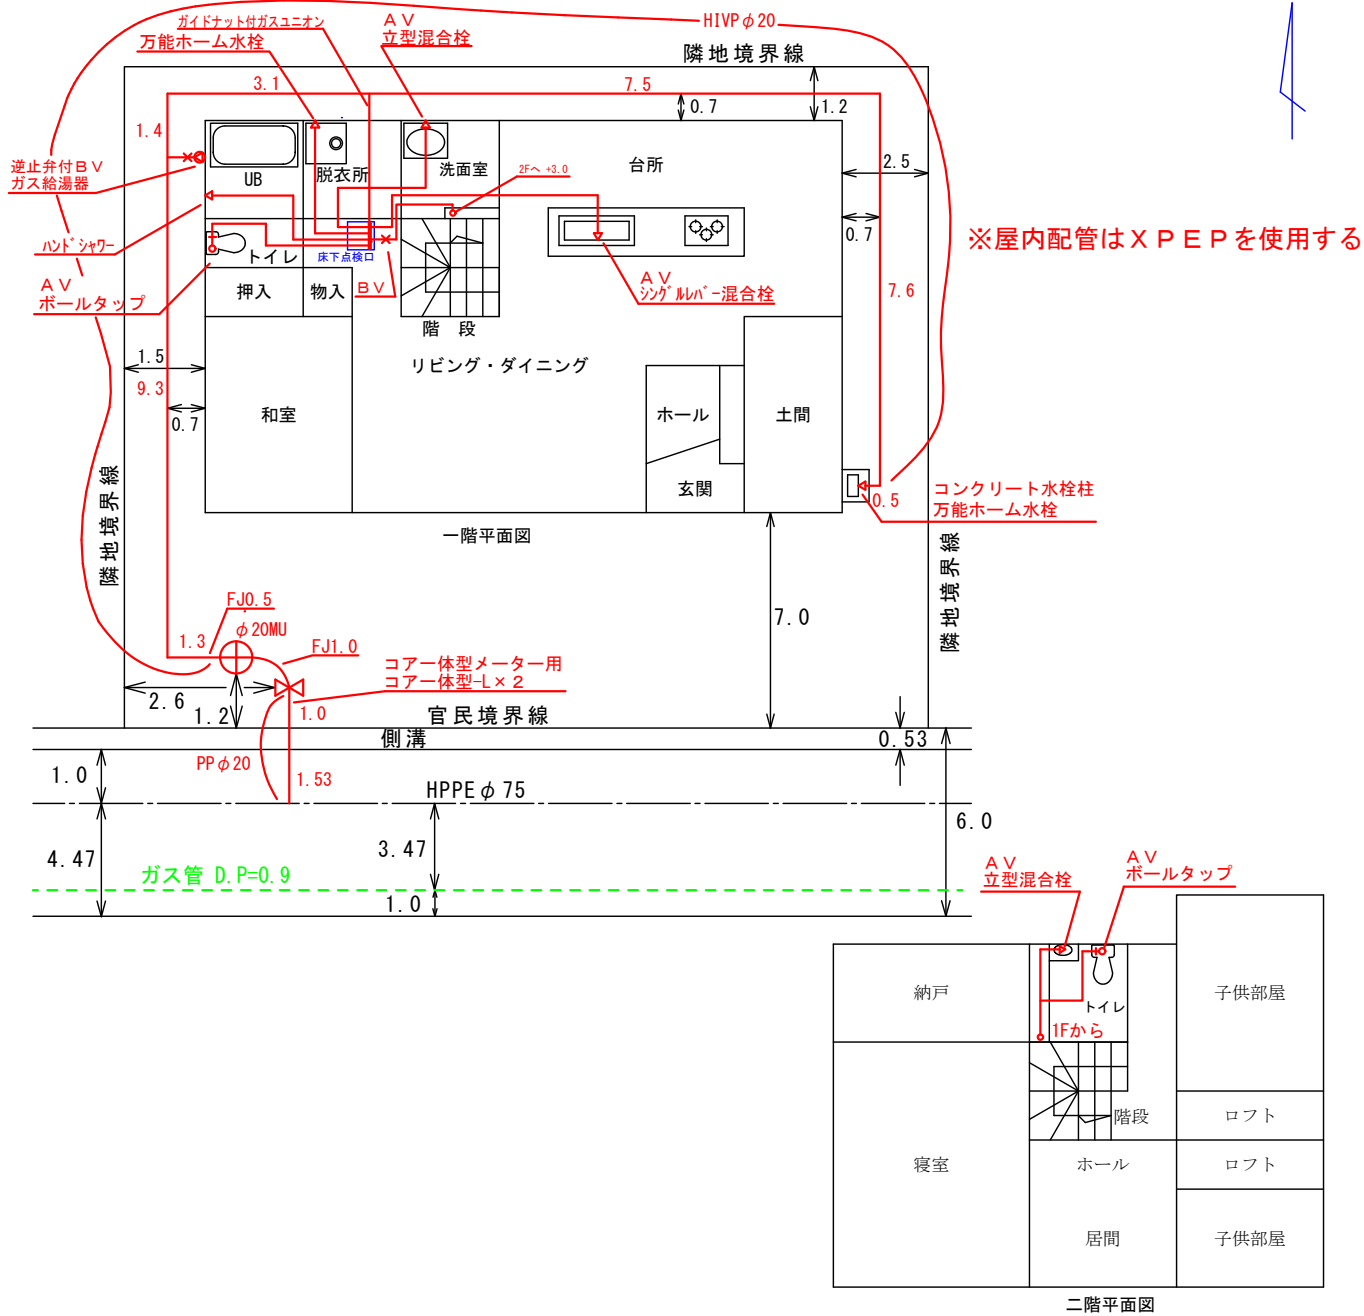 ガイドナット付ガスユニオン
万能ホーム水栓
AV
立型混合栓
HIVPφ20
隣地境界線
3.1
7.5
0.7
1.2
1.4
逆止弁付BV
ガス給湯器
UB
脱衣所
洗面室
台所
2Fへ +3.0
2.5
0.7
※屋内配管はXPEPを使用する
ハンドシャワー
トイレ
床下点検口
AV
ボールタップ
押入
物入
BV
AV
シングルレバー混合栓
7.6
階段
1.5
リビング・ダイニング
9.3
0.7
和室
ホール
土間
隣地境界線
玄関
0.5
コンクリート水栓柱
万能ホーム水栓
一階平面図
隣地境界線
FJ0.5
φ20MU
7.0
1.3
FJ1.0
コア一体型メーター用
コア一体型-L×2
2.6
1.2
1.0
官民境界線
側溝
0.53
PPφ20
1.0
1.53
HPPEφ75
6.0
4.47
3.47
ガス管 D.P=0.9
1.0
AV
立型混合栓
AV
ボールタップ
納戸
トイレ
子供部屋
1Fから
階段
ロフト
寝室
ホール
ロフト
居間
子供部屋
二階平面図